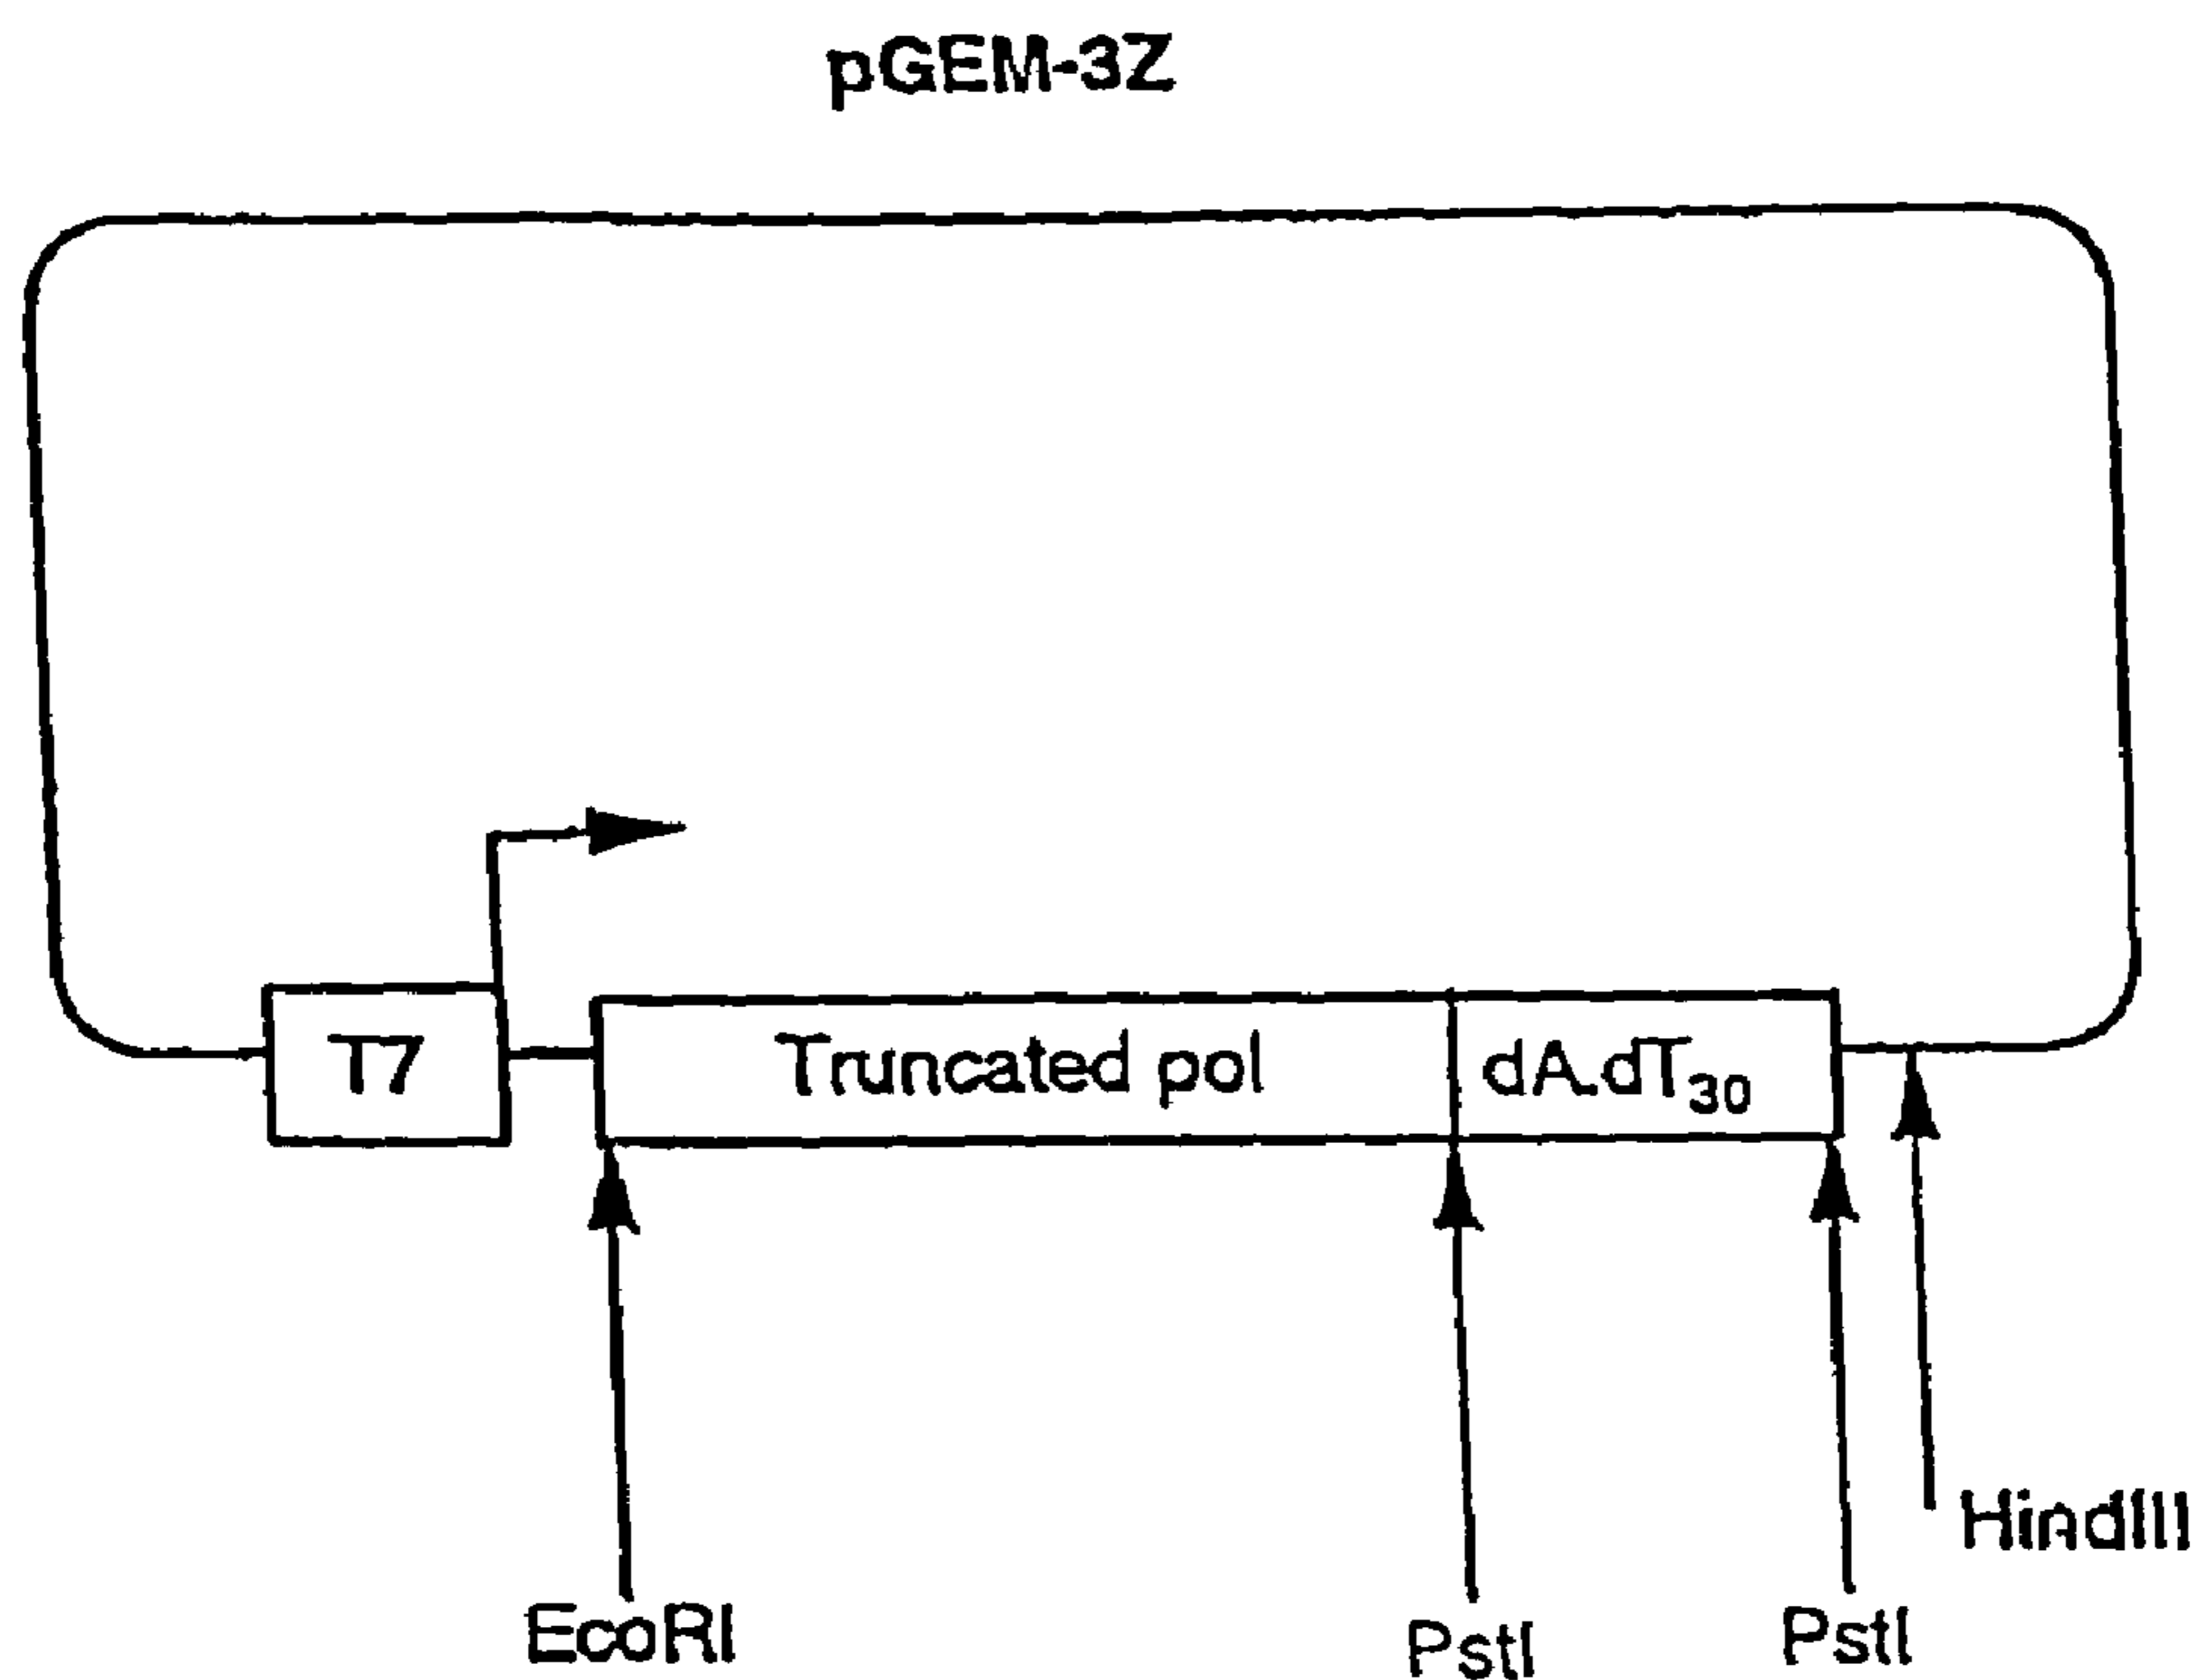 pGEM-3Z
T7
Truncated pol
dA.dT30
HindIII
EcoRI
PstI
PstI